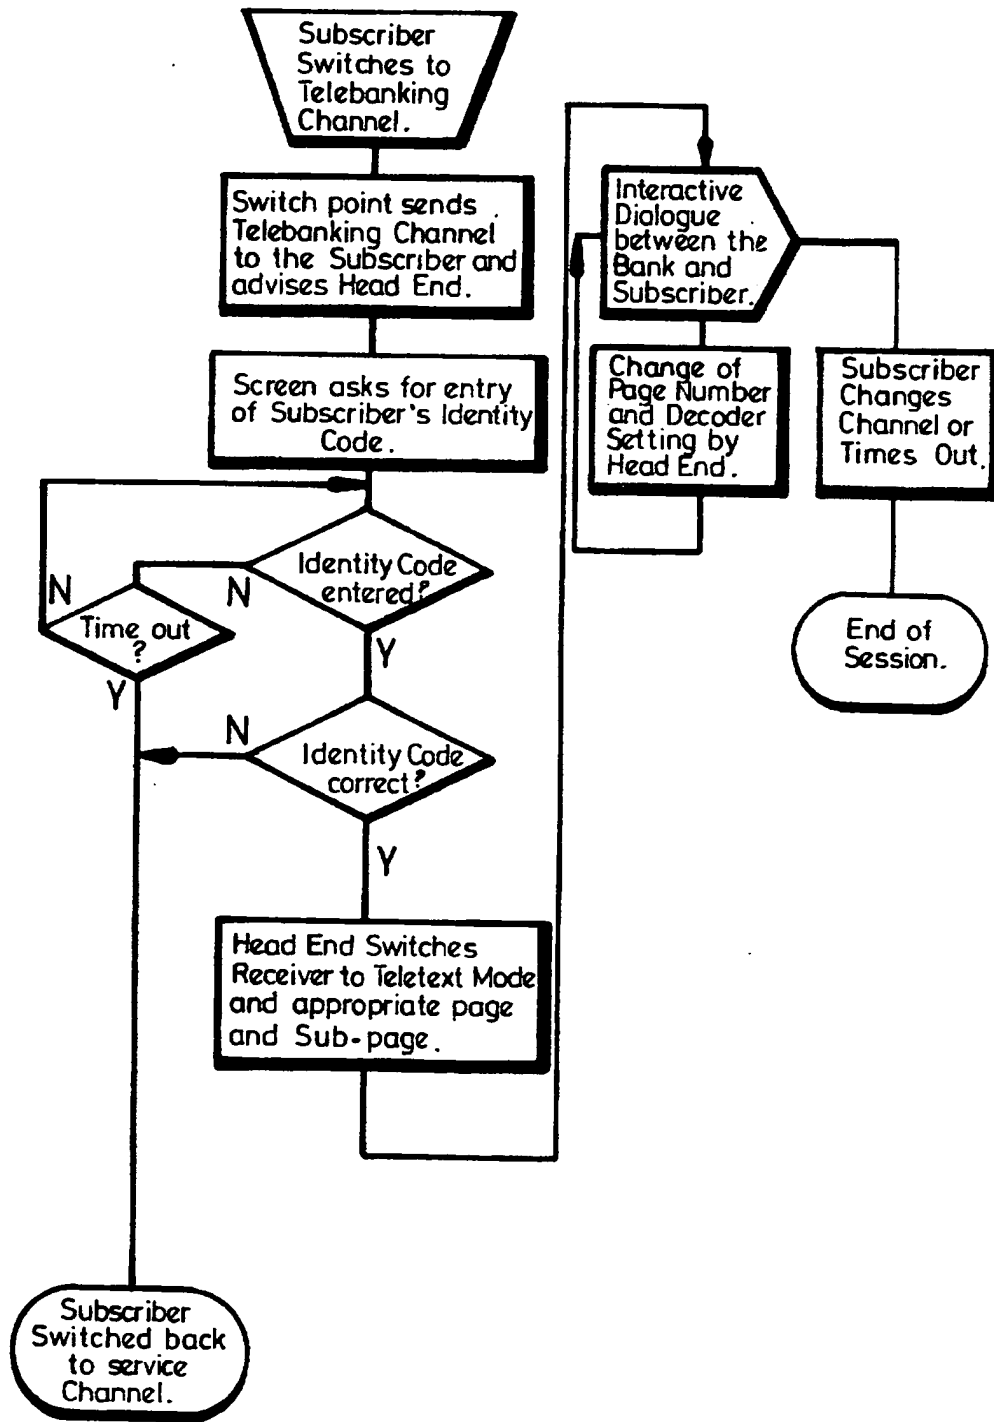 Subscriber
Switches to
Telebanking
Channel.
Switch point sends
Telebanking Channel
to the Subscriber and
advises Head End.
Screen asks for entry
of Subscriber's Identity
Code.
Identity Code
entered?
N
Y
Time out
?
N
Y
Identity Code
correct?
N
Y
Head End Switches
Receiver to Teletext Mode
and appropriate page
and Sub-page.
Subscriber
Switched back
to service
Channel.
Interactive
Dialogue
between the
Bank and
Subscriber.
Change of
Page Number
and Decoder
Setting by
Head End.
Subscriber
Changes
Channel or
Times Out.
End of
Session.